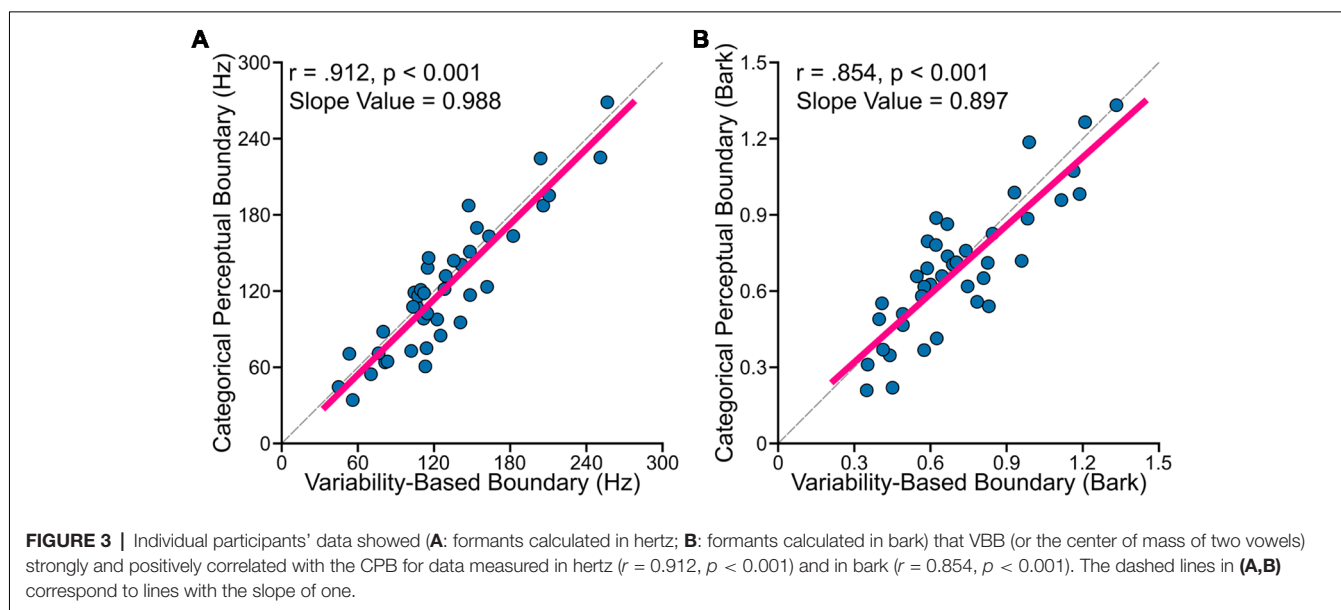 A
B
r = .912, p < 0.001
Slope Value = 0.988
Categorical Perceptual Boundary (Hz)
300
240
180
120
60
0
0 60 120 180 240 300
Variability-Based Boundary (Hz)
r = .854, p < 0.001
Slope Value = 0.897
Categorical Perceptual Boundary (Bark)
1.5
1.2
0.9
0.6
0.3
0
0 0.3 0.6 0.9 1.2 1.5
Variability-Based Boundary (Bark)
FIGURE 3 | Individual participants’ data showed (A: formants calculated in hertz; B: formants calculated in bark) that VBB (or the center of mass of two vowels)
strongly and positively correlated with the CPB for data measured in hertz (r = 0.912, p < 0.001) and in bark (r = 0.854, p < 0.001). The dashed lines in (A,B)
correspond to lines with the slope of one.